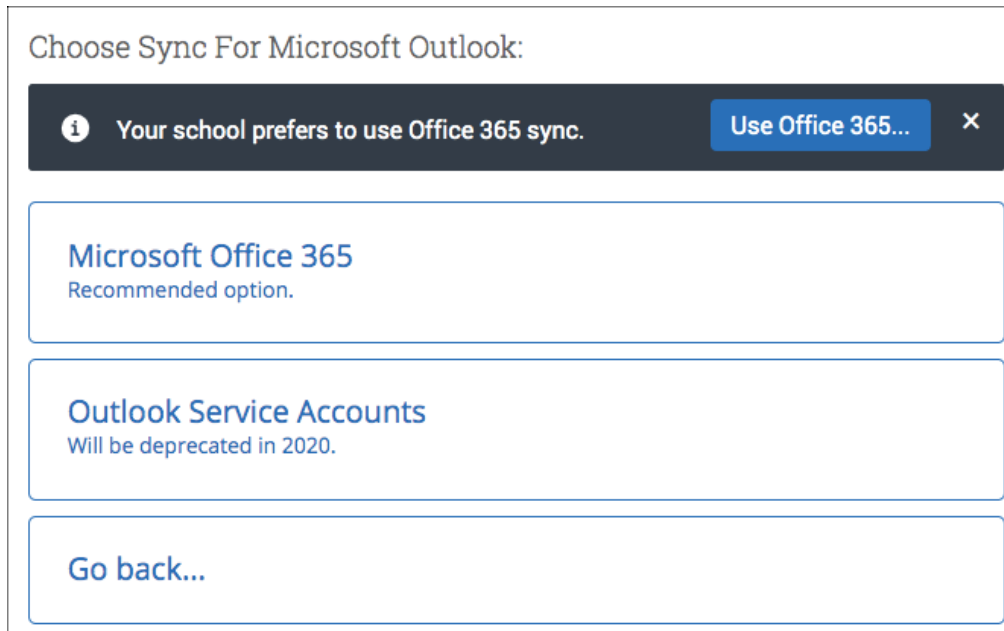 Choose Sync For Microsoft Outlook:
Your school prefers to use Office 365 sync.
Use Office 365...
Microsoft Office 365
Recommended option.
Outlook Service Accounts
Will be deprecated in 2020.
Go back...